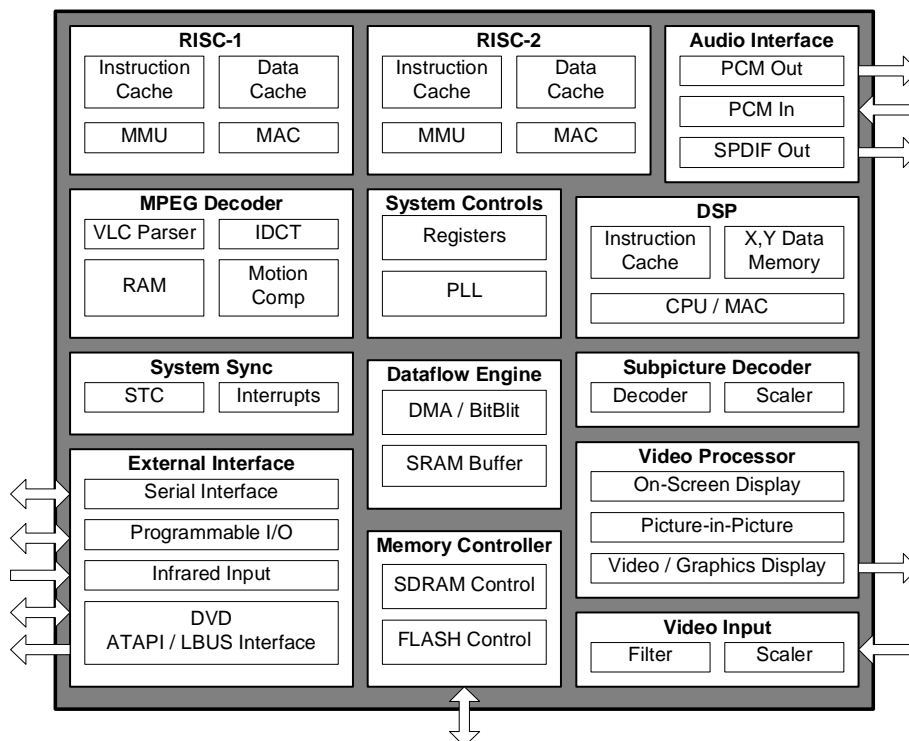 RISC-1
Instruction
Cache
Data
Cache
MMU
MAC
RISC-2
Instruction
Cache
Data
Cache
MMU
MAC
Audio Interface
PCM Out
PCM In
SPDIF Out
MPEG Decoder
VLC Parser
IDCT
RAM
Motion
Comp
System Controls
Registers
PLL
DSP
Instruction
Cache
X,Y Data
Memory
CPU / MAC
System Sync
STC
Interrupts
Dataflow Engine
DMA / BitBlit
SRAM Buffer
Subpicture Decoder
Decoder
Scaler
External Interface
Serial Interface
Programmable I/O
Infrared Input
DVD
ATAPI / LBUS Interface
Memory Controller
SDRAM Control
FLASH Control
Video Processor
On-Screen Display
Picture-in-Picture
Video / Graphics Display
Video Input
Filter
Scaler